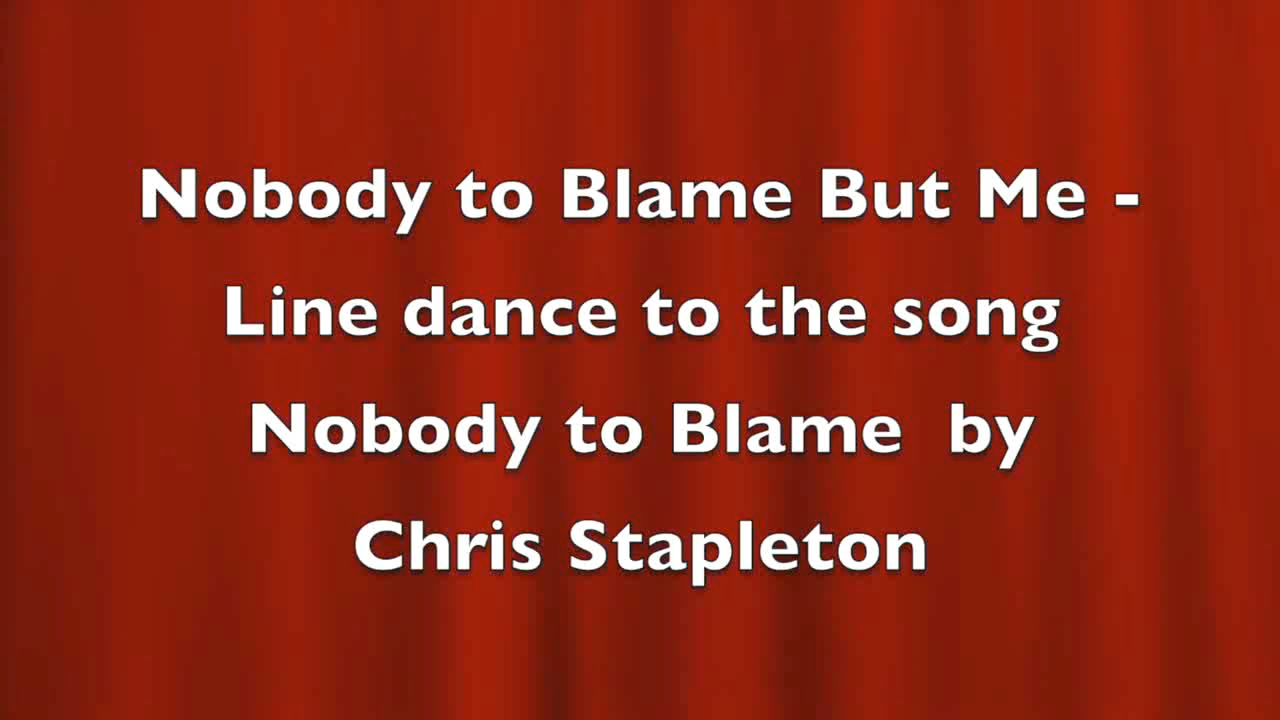 Nobody to Blame But Me -
Line dance to the song
Nobody to Blame  by
Chris Stapleton